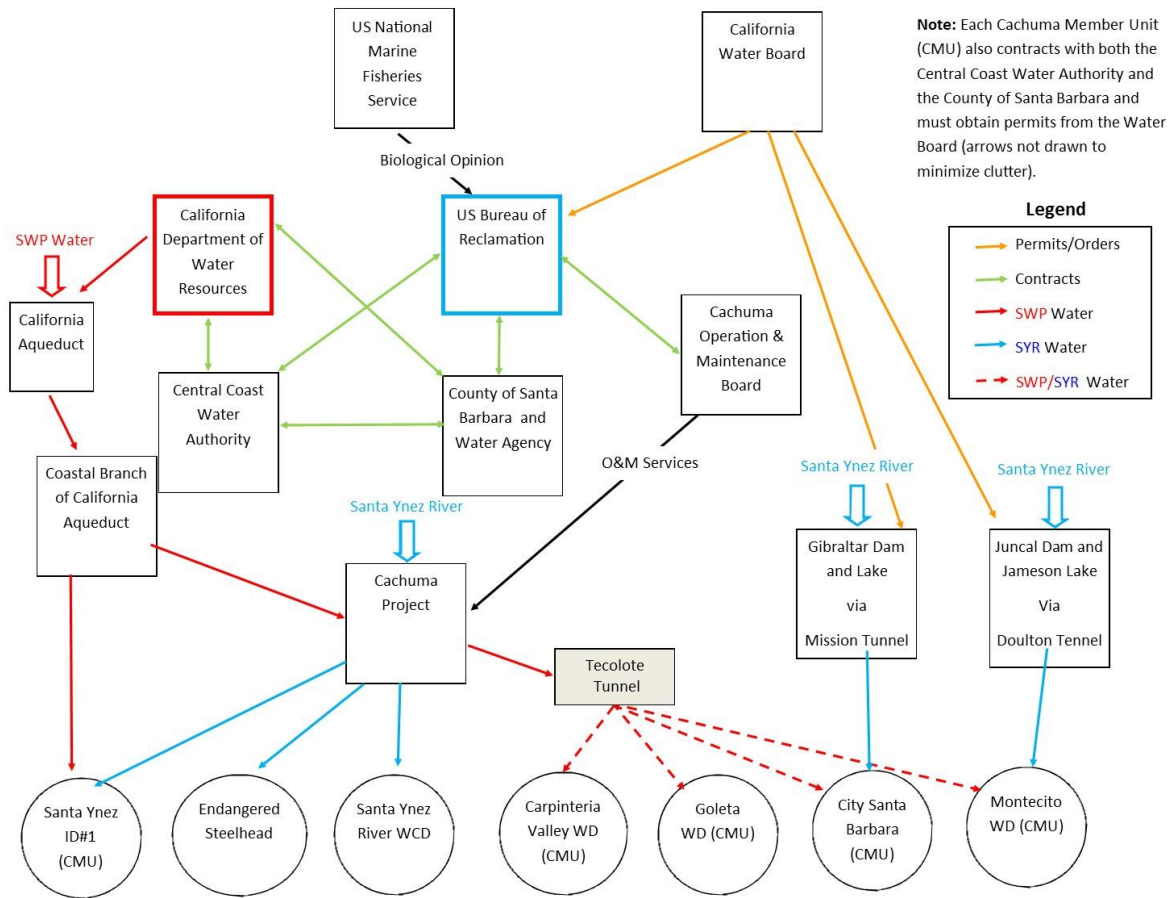 US National
Marine
Fisheries
Service
California
Water Board
Note: Each Cachuma Member Unit
(CMU) also contracts with both the
Central Coast Water Authority and
the County of Santa Barbara and
must obtain permits from the Water
Board (arrows not drawn to
minimize clutter).
Biological Opinion
California
Department of
Water
Resources
US Bureau of
Reclamation
Legend
Permits/Orders
Contracts
SWP Water
SYR Water
SWP/SYR Water
SWP Water
California
Aqueduct
Cachuma
Operation &
Maintenance
Board
Central Coast
Water
Authority
County of Santa
Barbara and
Water Agency
O&M Services
Coastal Branch
of California
Aqueduct
Santa Ynez River
Santa Ynez River
Santa Ynez River
Cachuma
Project
Gibraltar Dam
and Lake
via
Mission Tunnel
Juncal Dam and
Jameson Lake
Via
Doulton Tennel
Tecolote
Tunnel
Santa Ynez
ID#1
(CMU)
Endangered
Steelhead
Santa Ynez
River WCD
Carpinteria
Valley WD
(CMU)
Goleta
WD (CMU)
City Santa
Barbara
(CMU)
Montecito
WD (CMU)